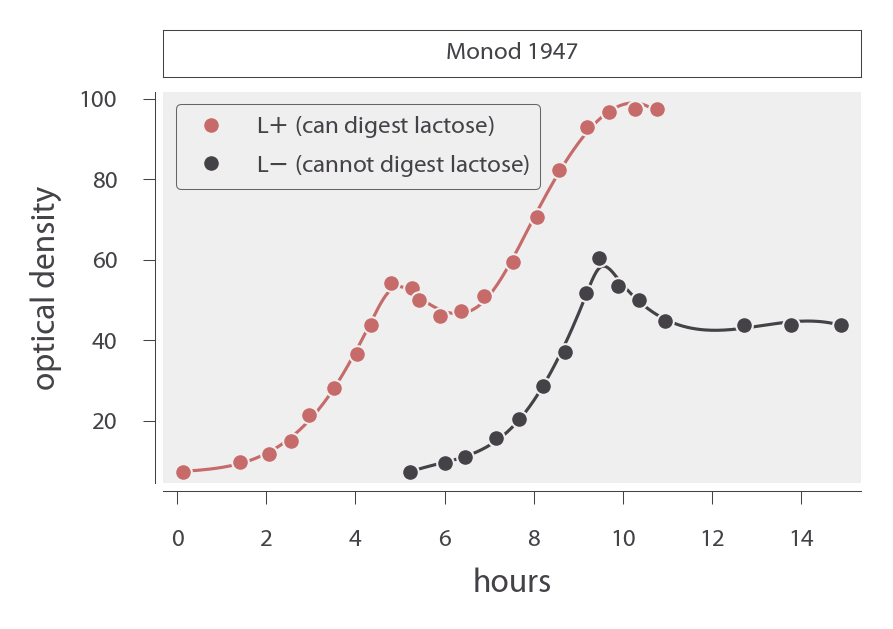 Monod 1947
L+ (can digest lactose)
L− (cannot digest lactose)
100
80
60
40
20
optical density
0 2 4 6 8 10 12 14
hours